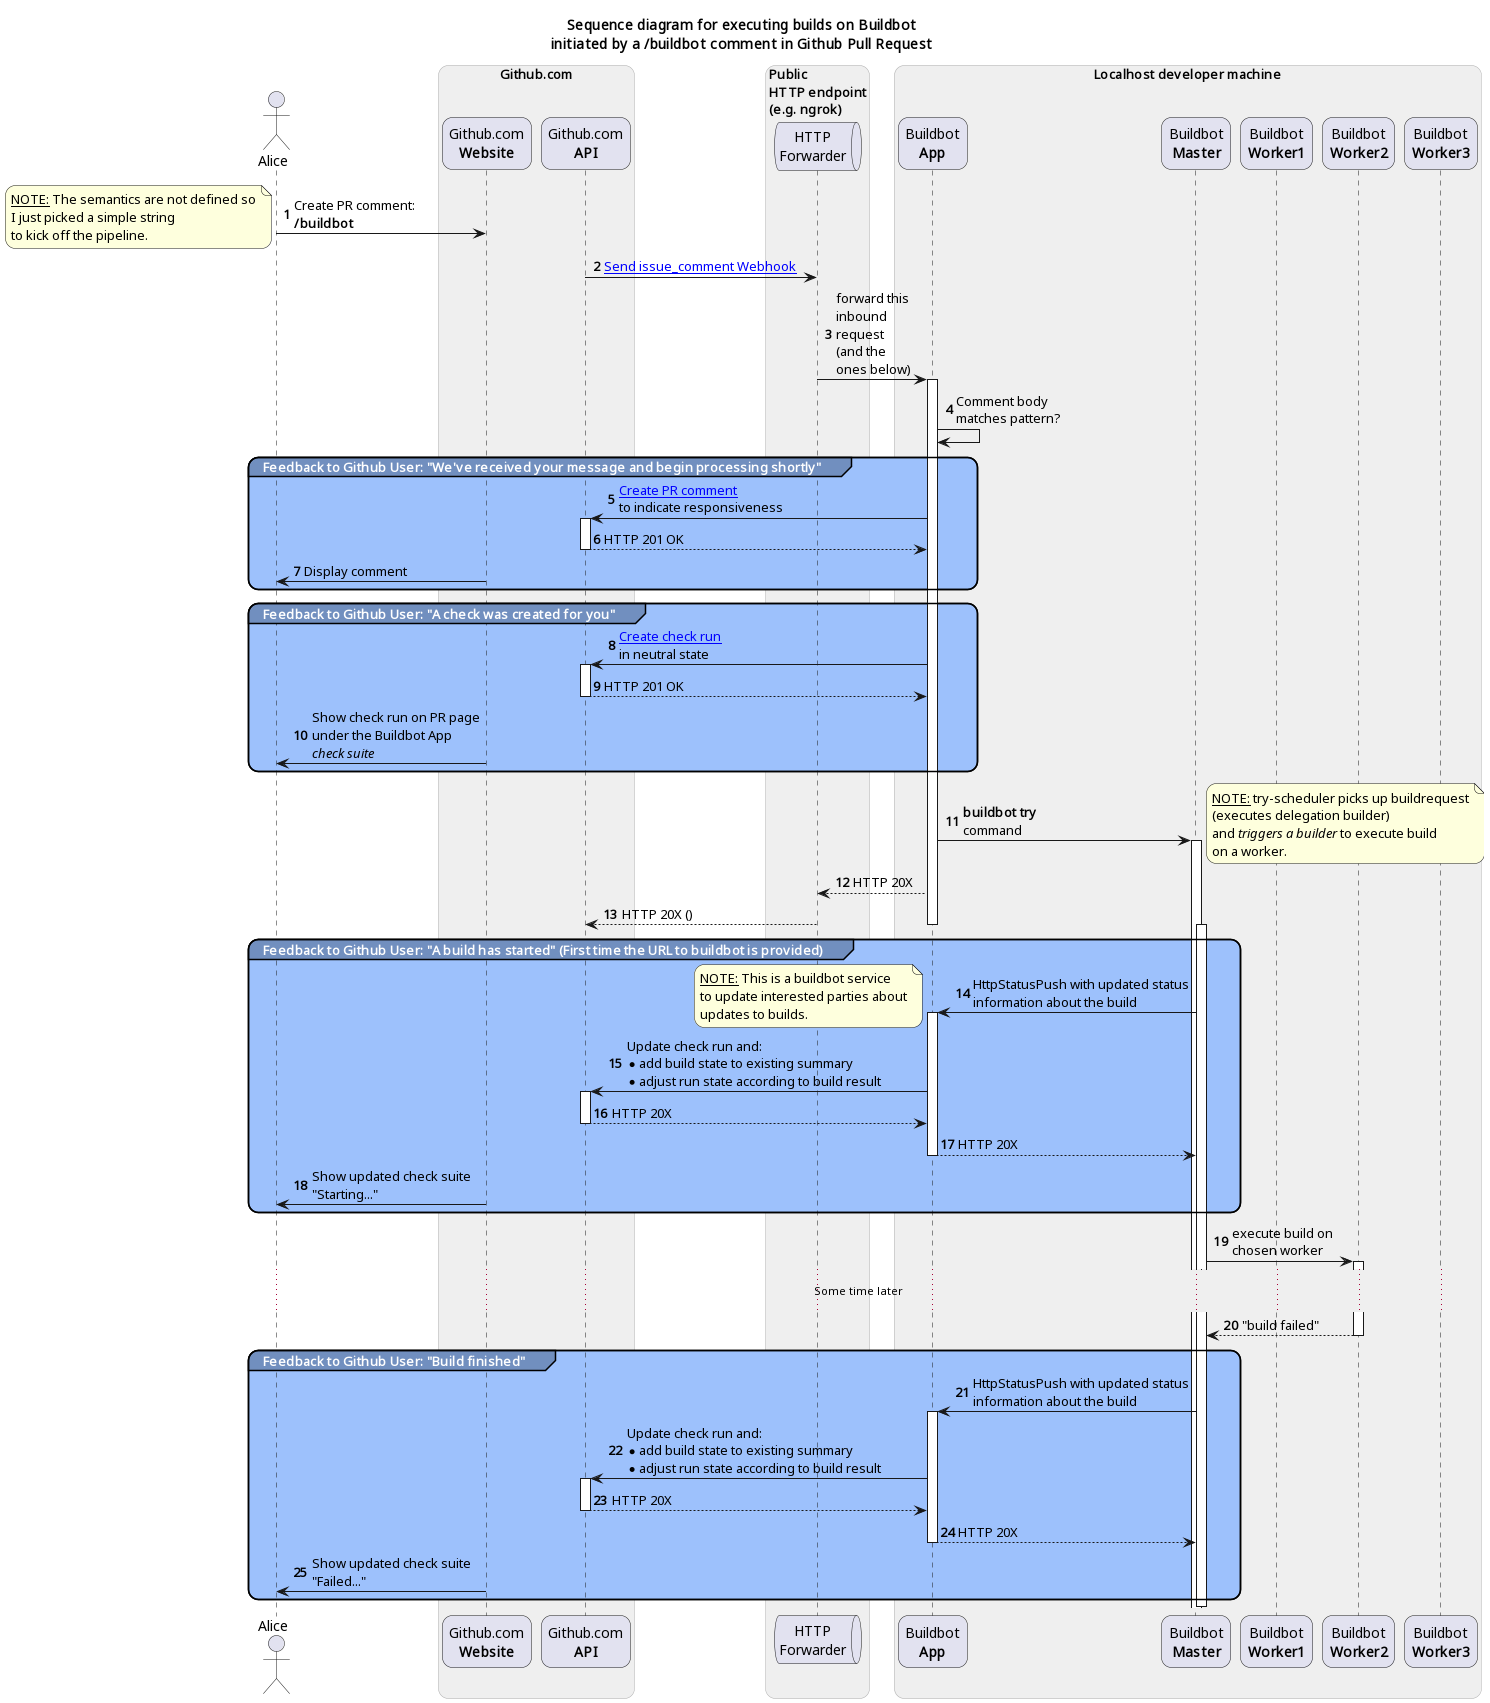 Sequence diagram for executing builds on Buildbot
initiated by a /buildbot comment in Github Pull Request
Github.com
Public
HTTP endpoint
(e.g. ngrok)
Localhost developer machine
Alice
Github.com
Website
Github.com
API
HTTP
Forwarder
Buildbot
App
Buildbot
Master
Buildbot
Worker1
Buildbot
Worker2
Buildbot
Worker3
NOTE: The semantics are not defined so
I just picked a simple string
to kick off the pipeline.
1 Create PR comment:
/buildbot
2 Send issue_comment Webhook
forward this
inbound
3 request
(and the
ones below)
4 Comment body
matches pattern?
Feedback to Github User: "We've received your message and begin processing shortly"
5 Create PR comment
to indicate responsiveness
6 HTTP 201 OK
7 Display comment
Feedback to Github User: "A check was created for you"
8 Create check run
in neutral state
9 HTTP 201 OK
Show check run on PR page
10 under the Buildbot App
check suite
11 buildbot try
command
NOTE: try-scheduler picks up buildrequest
(executes delegation builder)
and triggers a builder to execute build
on a worker.
12 HTTP 20X
13 HTTP 20X ()
Feedback to Github User: "A build has started" (First time the URL to buildbot is provided)
NOTE: This is a buildbot service
to update interested parties about
updates to builds.
14 HttpStatusPush with updated status
information about the build
Update check run and:
15 • add build state to existing summary
• adjust run state according to build result
16 HTTP 20X
17 HTTP 20X
18 Show updated check suite
"Starting..."
19 execute build on
chosen worker
Some time later
20 "build failed"
Feedback to Github User: "Build finished"
21 HttpStatusPush with updated status
information about the build
Update check run and:
22 • add build state to existing summary
• adjust run state according to build result
23 HTTP 20X
24 HTTP 20X
25 Show updated check suite
"Failed..."
Alice
Github.com
Website
Github.com
API
HTTP
Forwarder
Buildbot
App
Buildbot
Master
Buildbot
Worker1
Buildbot
Worker2
Buildbot
Worker3